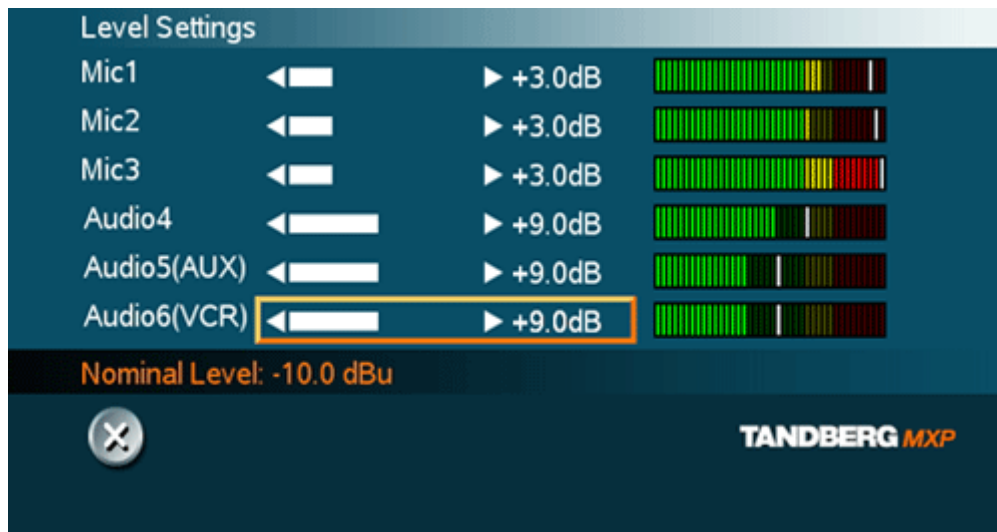 Level Settings
Mic1 +3.0dB
Mic2 +3.0dB
Mic3 +3.0dB
Audio4 +9.0dB
Audio5(AUX) +9.0dB
Audio6(VCR) +9.0dB
Nominal Level: -10.0 dBu
TANDBERG MXP